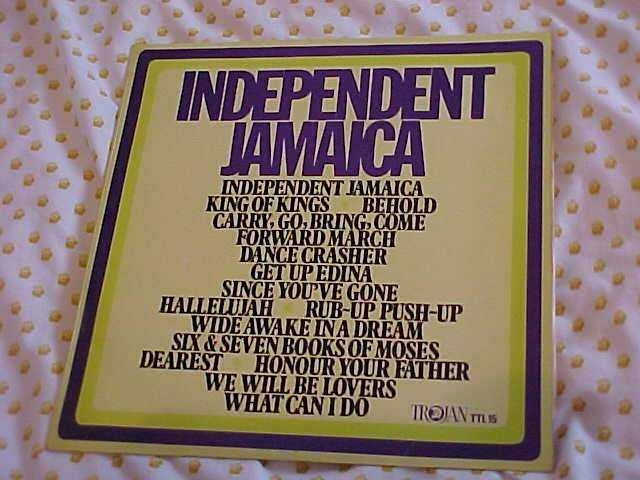 INDEPENDENT
JAMAICA
INDEPENDENT JAMAICA
KING OF KINGS BEHOLD
CARRY, GO, BRING, COME
FORWARD MARCH
DANCE CRASHER
GET UP EDINA
SINCE YOU'VE GONE
HALLELUJAH RUB-UP PUSH-UP
WIDE AWAKE IN A DREAM
SIX & SEVEN BOOKS OF MOSES
DEAREST HONOUR YOUR FATHER
WE WILL BE LOVERS
WHAT CAN I DO
TROJAN TTL 15